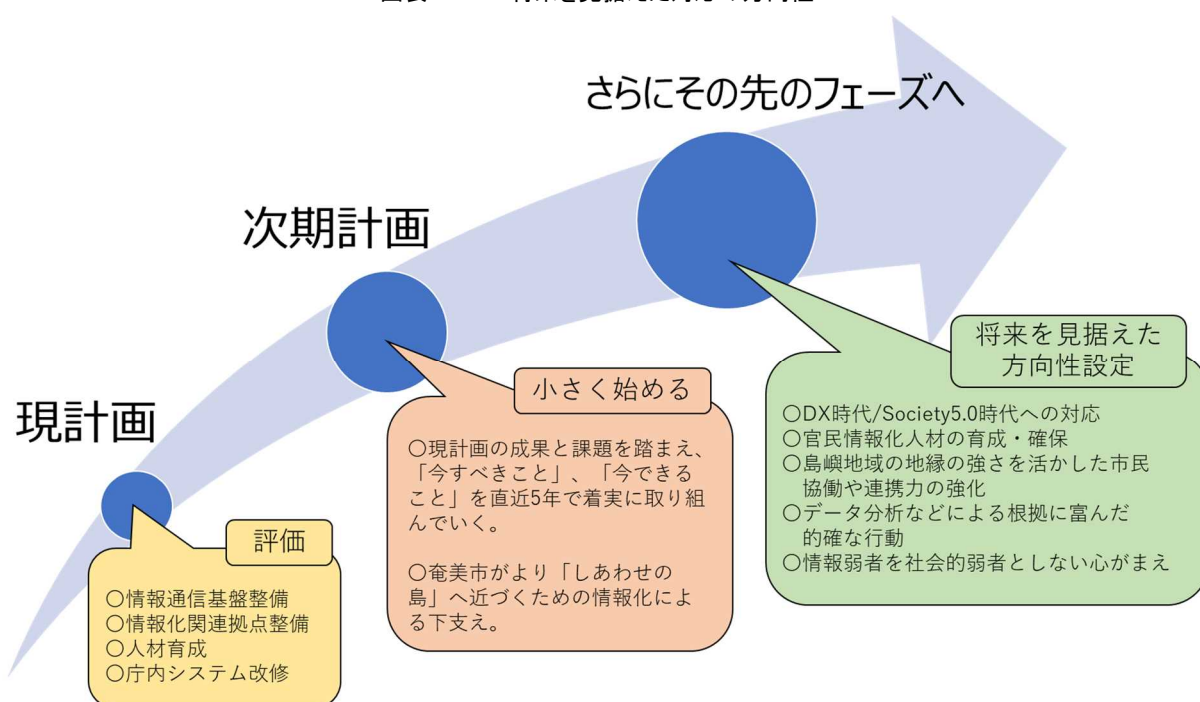 さらにその先のフェーズへ
次期計画
現計画
評価
○情報通信基盤整備
○情報化関連拠点整備
○人材育成
○庁内システム改修
小さく始める
○現計画の成果と課題を踏まえ、
「今すべきこと」、「今できる
こと」を直近5年で着実に取り組
んでいく。
○奄美市がより「しあわせの
島」へ近づくための情報化によ
る下支え。
将来を見据えた
方向性設定
○DX時代/Society5.0時代への対応
○官民情報化人材の育成・確保
○島嶼地域の地縁の強さを活かした市民
協働や連携力の強化
○データ分析などによる根拠に富んだ
的確な行動
○情報弱者を社会的弱者としない心がまえ